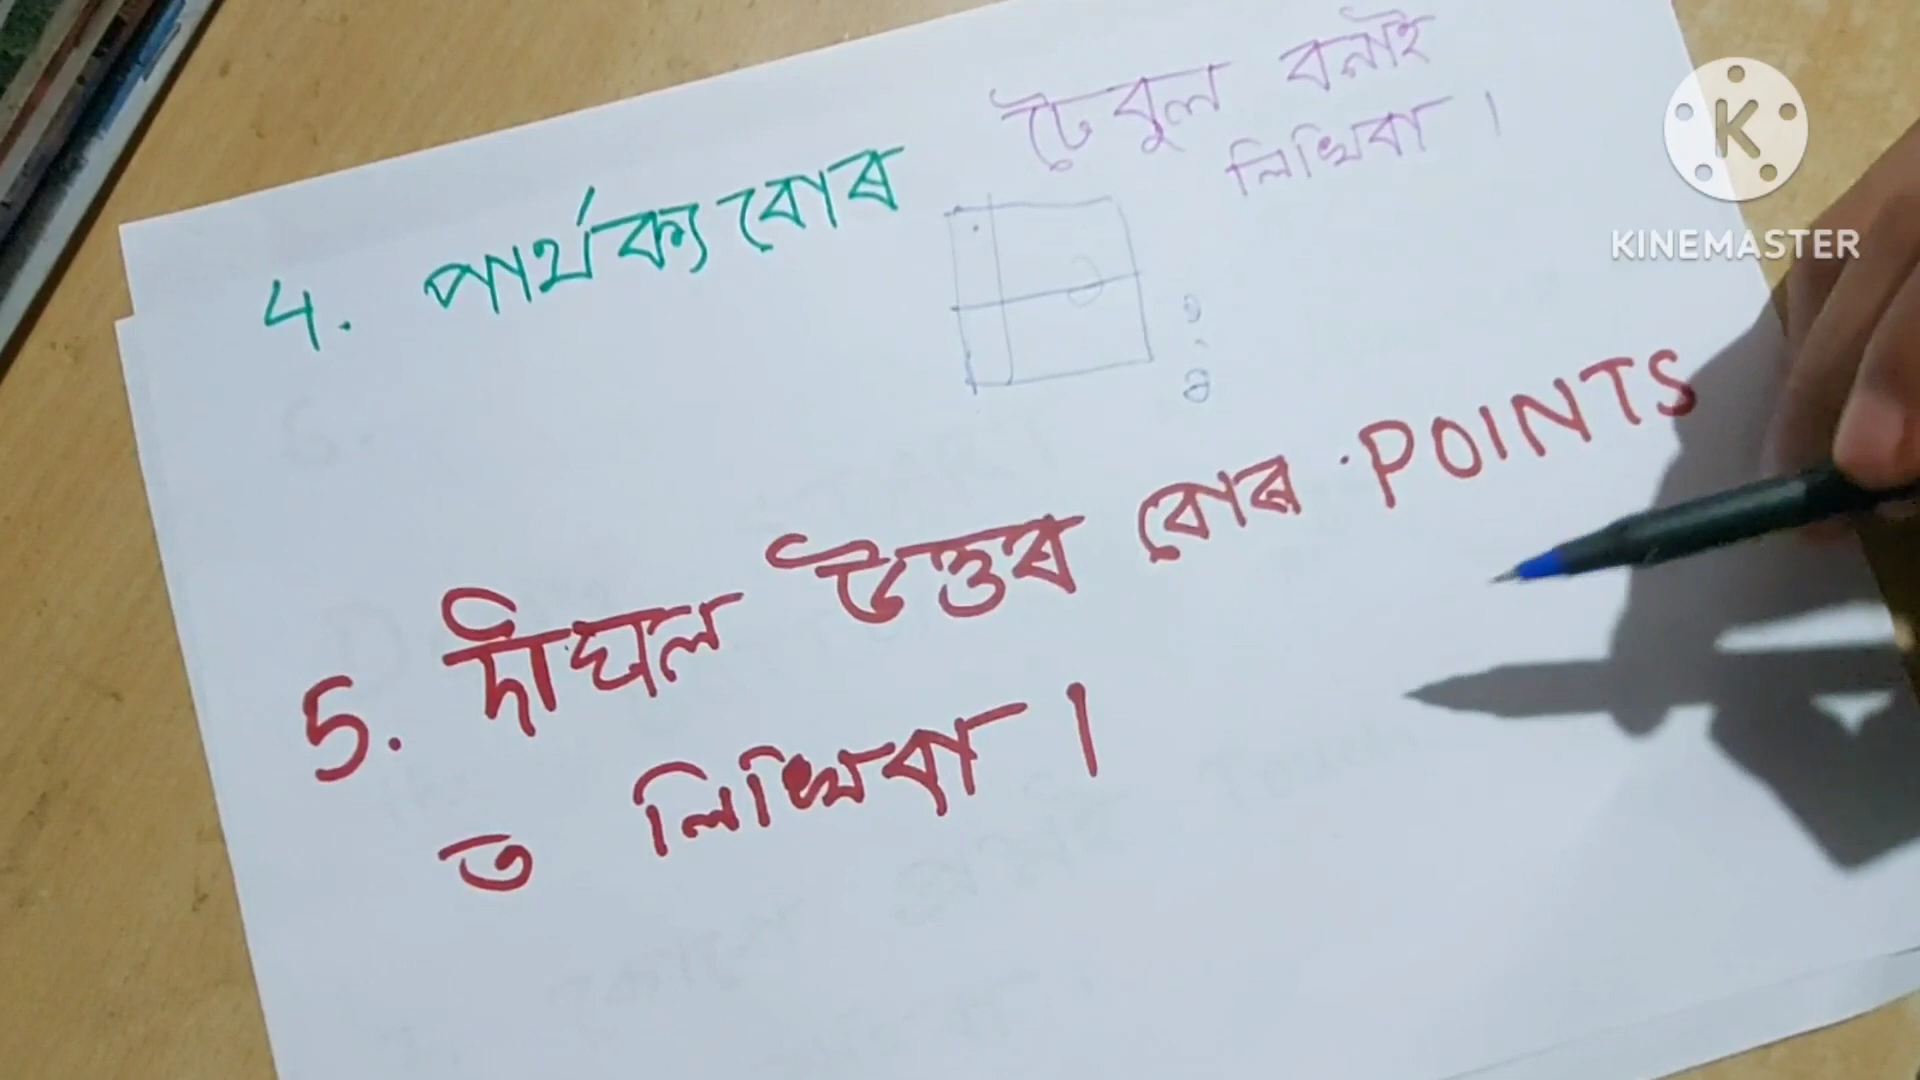 টেবুল বনাই
লিখিবা ।
4. পাৰ্থক্য বোৰ
5. দীঘল উত্তৰ বোৰ POINTS
ত লিখিবা ।
K
KINEMASTER